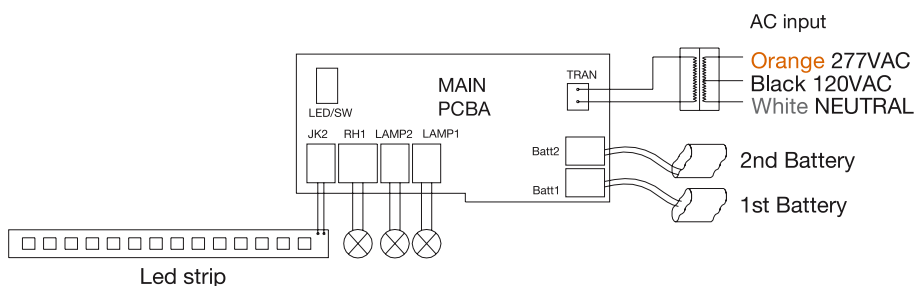 AC input
Orange 277VAC
Black 120VAC
White NEUTRAL
TRAN
MAIN
PCBA
LED/SW
JK2 RH1 LAMP2 LAMP1
Batt2
2nd Battery
Batt1
1st Battery
Led strip